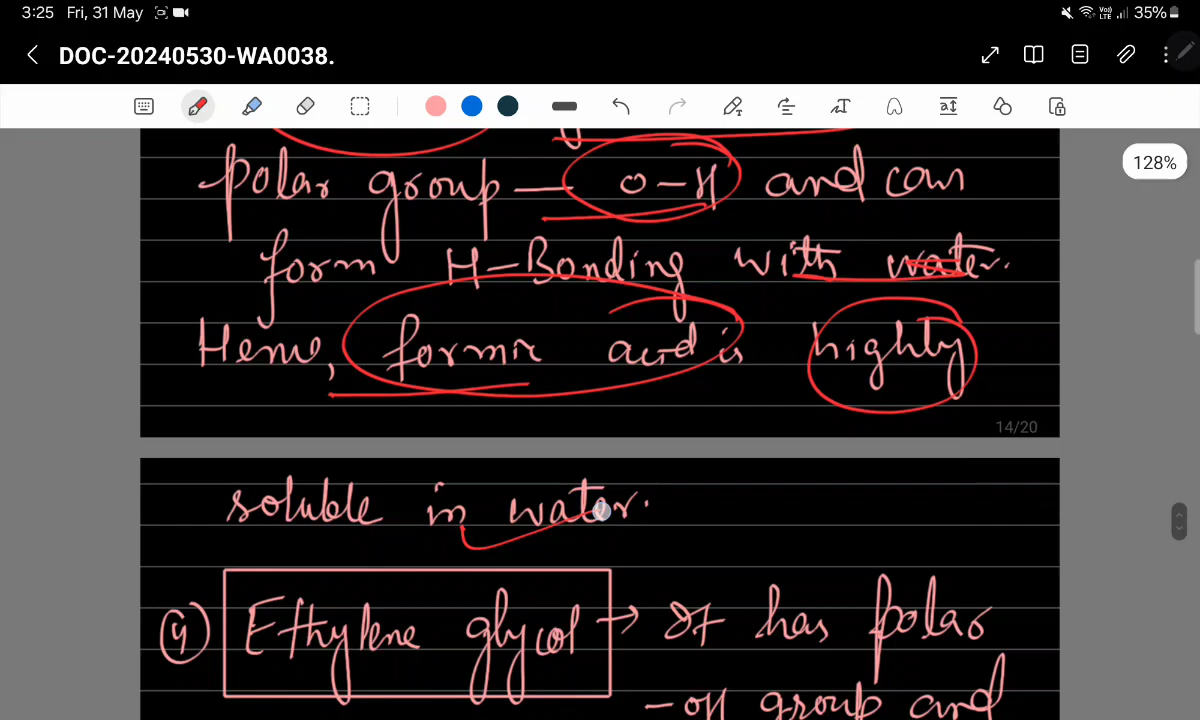 3:25 Fri, 31 May 35%
DOC-20240530-WA0038.
128%
polar group— O-H and can
form H-Bonding with water.
Hence, formic acid is highly
14/20
soluble in water.
4) Ethylene glycol → It has polar
-OH group and